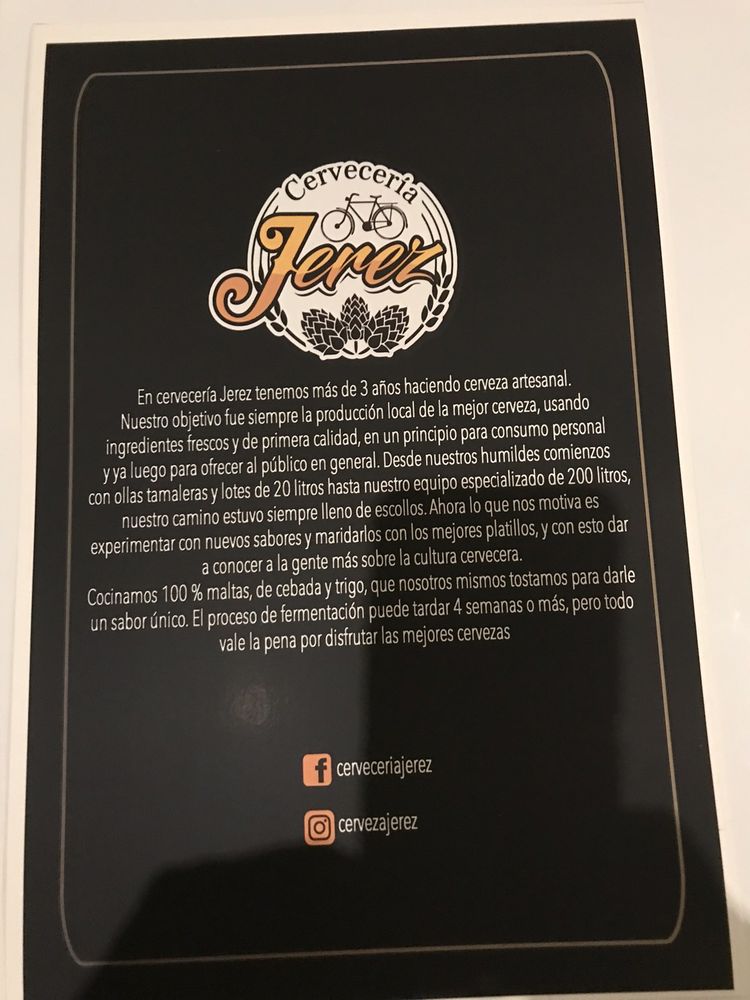 Cervecería
Jerez
En cervecería Jerez tenemos más de 3 años haciendo cerveza artesanal.
Nuestro objetivo fue siempre la producción local de la mejor cerveza, usando
ingredientes frescos y de primera calidad, en un principio para consumo personal
y ya luego para ofrecer al público en general. Desde nuestros humildes comienzos
con ollas tamaleras y lotes de 20 litros hasta nuestro equipo especializado de 200 litros,
nuestro camino estuvo siempre lleno de escollos. Ahora lo que nos motiva es
experimentar con nuevos sabores y maridarlos con los mejores platillos, y con esto dar
a conocer a la gente más sobre la cultura cervecera.
Cocinamos 100 % maltas, de cebada y trigo, que nosotros mismos tostamos para darle
un sabor único. El proceso de fermentación puede tardar 4 semanas o más, pero todo
vale la pena por disfrutar las mejores cervezas
cerveceriajerez
cervezajerez